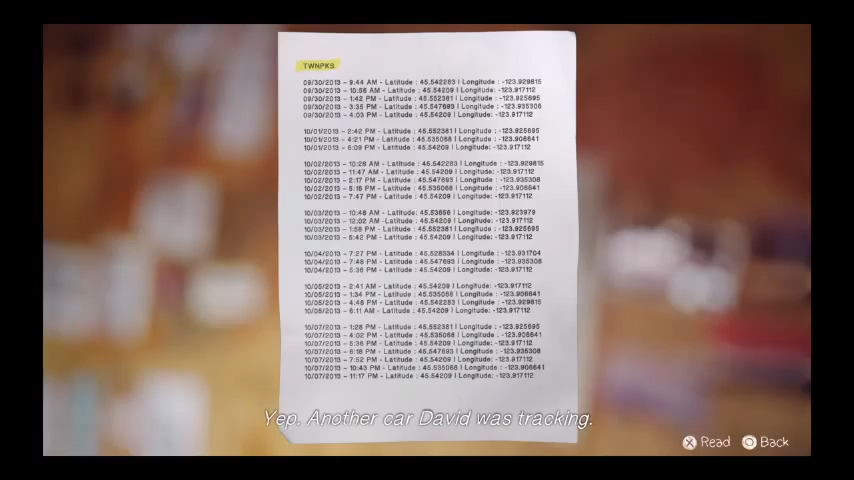 TWNPKS
09/30/2013 - 9:44 AM - Latitude : 45.542283 | Longitude : -123.929815
09/30/2013 - 10:56 AM - Latitude : 45.54209 | Longitude : -123.917112
09/30/2013 - 1:42 PM - Latitude : 45.552361 | Longitude : -123.925695
09/30/2013 - 3:35 PM - Latitude : 45.547693 | Longitude : -123.935308
09/30/2013 - 4:03 PM - Latitude : 45.54209 | Longitude : -123.917112
10/01/2013 - 2:42 PM - Latitude : 45.552361 | Longitude : -123.925695
10/01/2013 - 4:21 PM - Latitude : 45.535068 | Longitude : -123.906641
10/01/2013 - 6:09 PM - Latitude : 45.54209 | Longitude: -123.917112
10/02/2013 - 10:28 AM - Latitude : 45.542283 | Longitude : -123.929815
10/02/2013 - 11:47 AM - Latitude : 45.54209 | Longitude: -123.917112
10/02/2013 - 2:17 PM - Latitude : 45.547693 | Longitude : -123.935308
10/02/2013 - 5:16 PM - Latitude : 45.535068 | Longitude : -123.906641
10/02/2013 - 7:47 PM - Latitude : 45.54209 | Longitude: -123.917112
10/03/2013 - 10:46 AM - Latitude: 45.53656 | Longitude: -123.923979
10/03/2013 - 12:02 AM -Latitude : 45.54209 | Longitude: -123.917112
10/03/2013 - 1:58 PM - Latitude : 45.552361 | Longitude : -123.925695
10/03/2013 - 5:42 PM - Latitude : 45.54209 | Longitude: -123.917112
10/04/2013 - 7:27 PM - Latitude : 45.528334 | Longitude : -123.931704
10/04/2013 - 7:48 PM - Latitude : 45.547693 | Longitude : -123.935308
10/04/2013 - 5:38 PM - Latitude : 45.54209 | Longitude: -123.917112
10/05/2013 - 2:41 AM - Latitude : 45.54209 | Longitude: -123.917112
10/05/2013 - 1:34 PM - Latitude : 45.535068 | Longitude : -123.906641
10/05/2013 - 4:48 PM - Latitude : 45.542283 | Longitude : -123.929815
10/05/2013 - 6:11 AM - Latitude : 45.54209 | Longitude: -123.917112
10/07/2013 - 1:28 PM - Latitude : 45.552361 | Longitude : -123.925695
10/07/2013 - 4:02 PM - Latitude : 45.535068 | Longitude : -123.906641
10/07/2013 - 5:36 PM - Latitude : 45.54209 | Longitude: -123.917112
10/07/2013 - 6:18 PM - Latitude : 45.547693 | Longitude : -123.935308
10/07/2013 - 7:52 PM - Latitude : 45.54209 | Longitude: -123.917112
10/07/2013 - 10:43 PM - Latitude : 45.535068 | Longitude : -123.906641
10/07/2013 - 11:17 PM - Latitude : 45.54209 | Longitude: -123.917112
Yep. Another car David was tracking.
Read Back